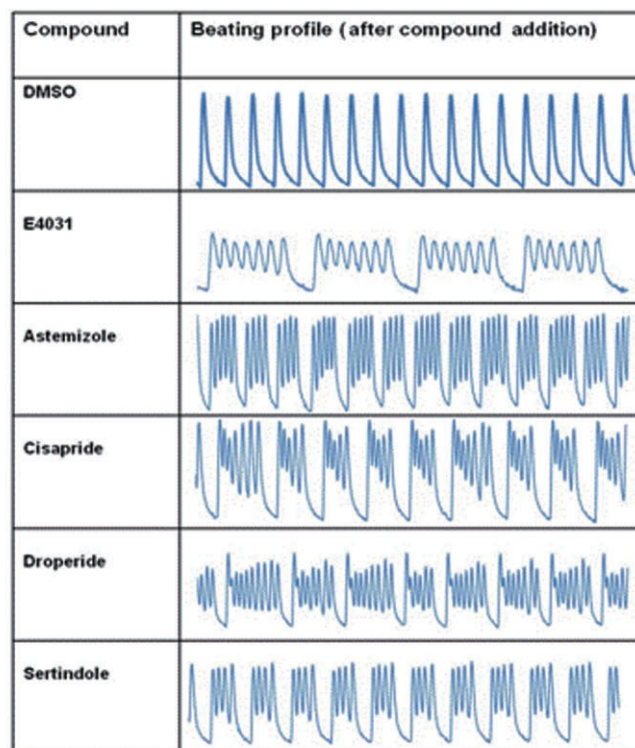 Compound Beating profile (after compound addition)
DMSO
E4031
Astemizole
Cisapride
Droperide
Sertindole